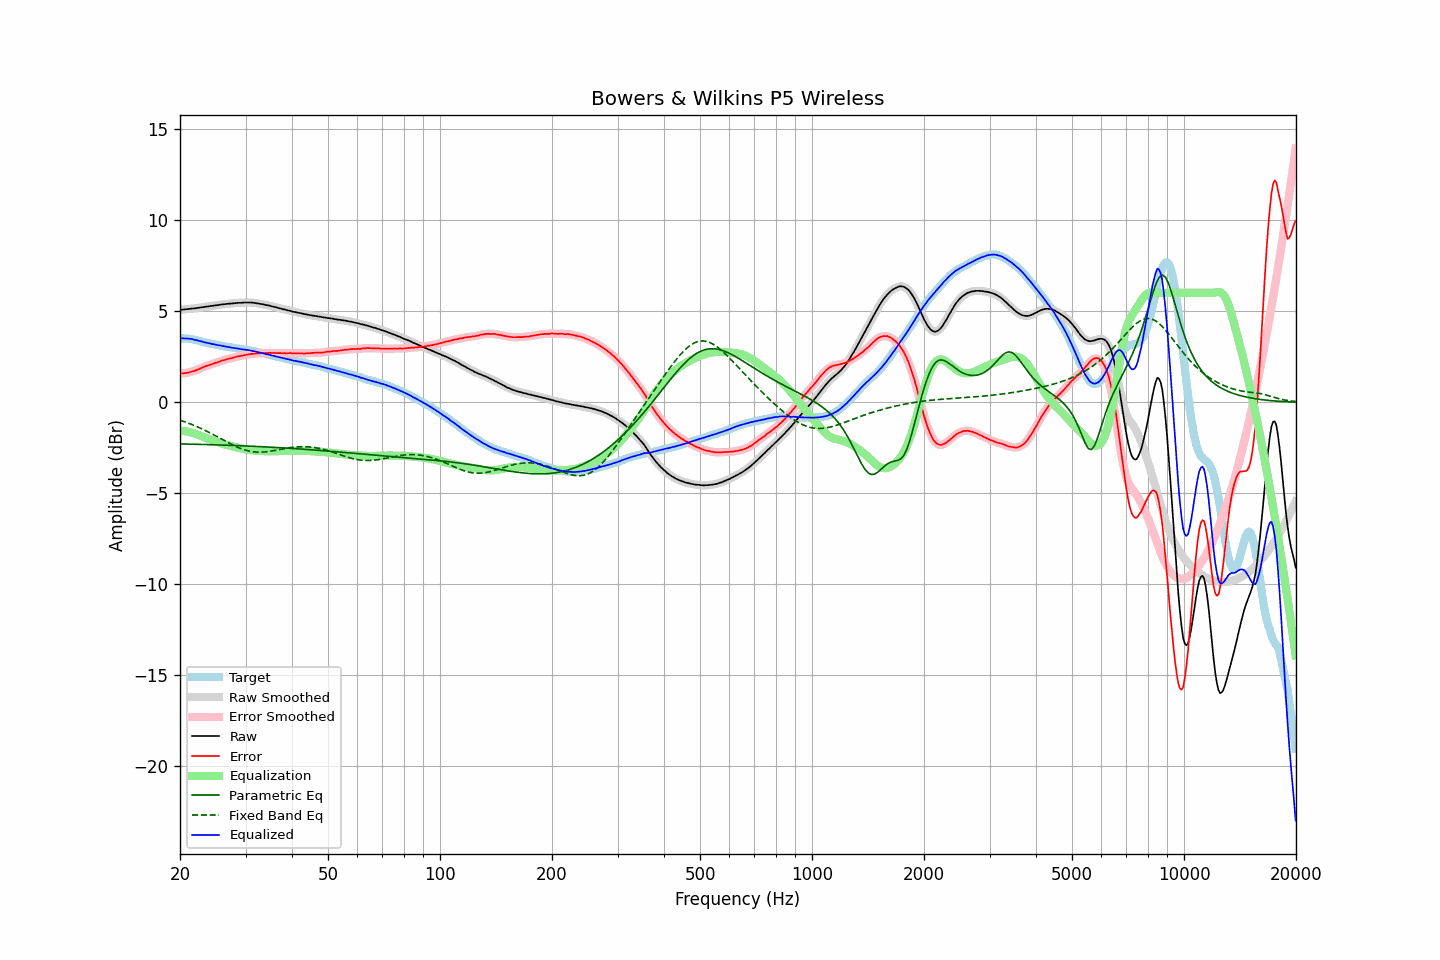 Bowers & Wilkins P5 Wireless
Amplitude (dBr)
15
10
5
0
−5
−10
−15
−20
Target
Raw Smoothed
Error Smoothed
Raw
Error
Equalization
Parametric Eq
Fixed Band Eq
Equalized
20
50
100
200
500
1000
2000
5000
10000
20000
Frequency (Hz)